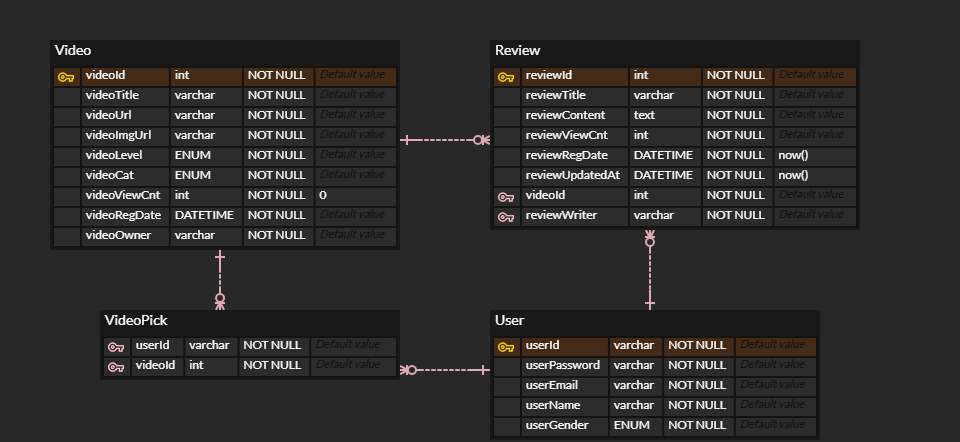 Video
videoId int NOT NULL Default value
videoTitle varchar NOT NULL Default value
videoUrl varchar NOT NULL Default value
videoImgUrl varchar NOT NULL Default value
videoLevel ENUM NOT NULL Default value
videoCat ENUM NOT NULL Default value
videoViewCnt int NOT NULL 0
videoRegDate DATETIME NOT NULL Default value
videoOwner varchar NOT NULL Default value
Review
reviewId int NOT NULL Default value
reviewTitle varchar NOT NULL Default value
reviewContent text NOT NULL Default value
reviewViewCnt int NOT NULL Default value
reviewRegDate DATETIME NOT NULL now()
reviewUpdatedAt DATETIME NOT NULL now()
videoId int NOT NULL Default value
reviewWriter varchar NOT NULL Default value
VideoPick
userId varchar NOT NULL Default value
videoId int NOT NULL Default value
User
userId varchar NOT NULL Default value
userPassword varchar NOT NULL Default value
userEmail varchar NOT NULL Default value
userName varchar NOT NULL Default value
userGender ENUM NOT NULL Default value